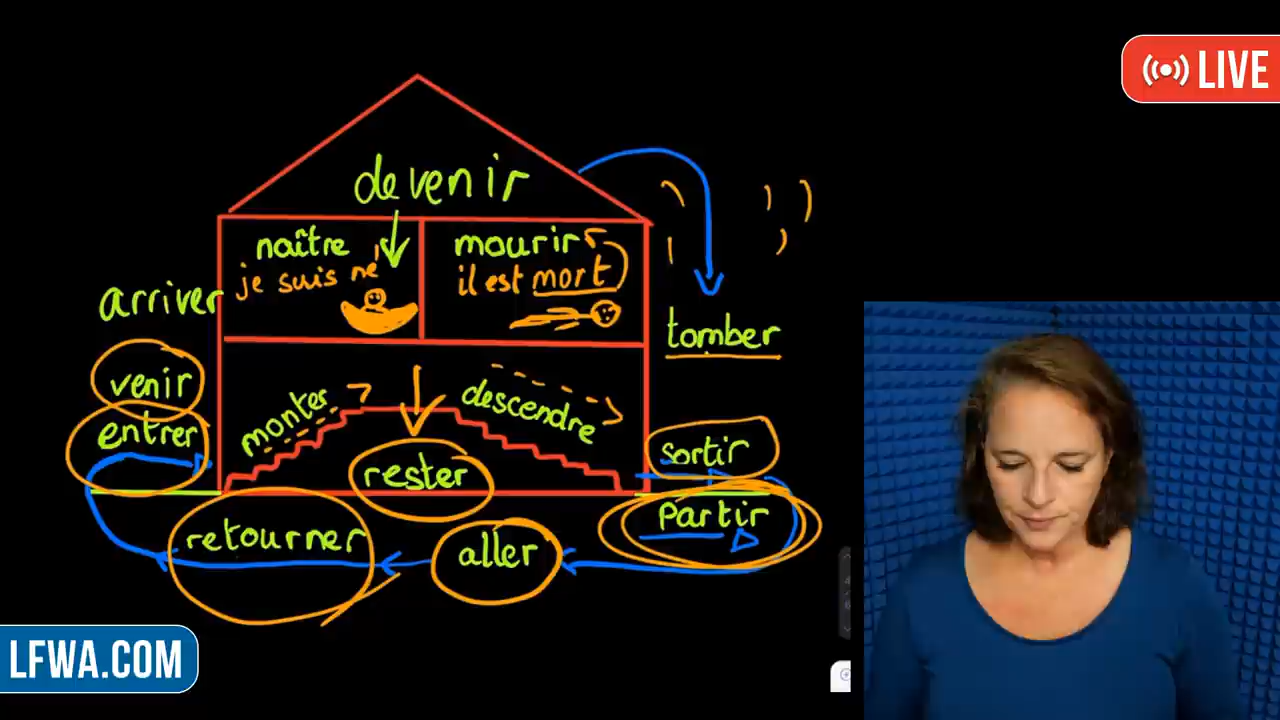 LIVE
devenir
naître
je suis né
mourir
il est mort
arriver
tomber
venir
entrer
monter
descendre
rester
sortir
partir
retourner
aller
LFWA.COM